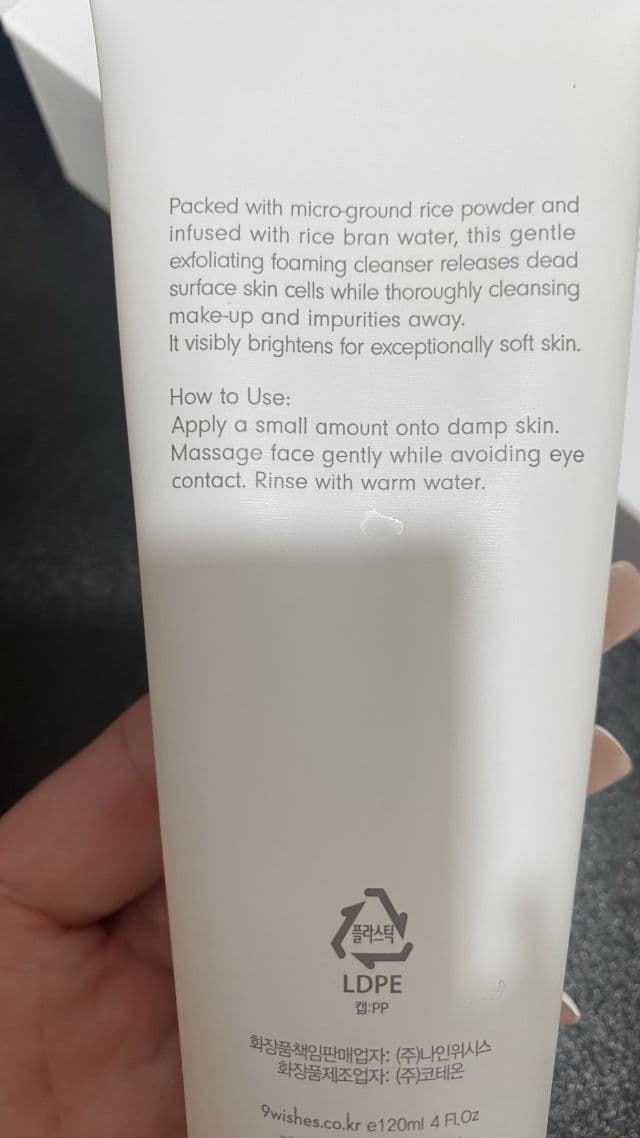 Packed with micro-ground rice powder and
infused with rice bran water, this gentle
exfoliating foaming cleanser releases dead
surface skin cells while thoroughly cleansing
make-up and impurities away.
It visibly brightens for exceptionally soft skin.
How to Use:
Apply a small amount onto damp skin.
Massage face gently while avoiding eye
contact. Rinse with warm water.
플라스틱
LDPE
캡:PP
화장품책임판매업자: (주)나인위시스
화장품제조업자: (주)코테온
9wishes.co.kr e120ml 4 Fl.Oz